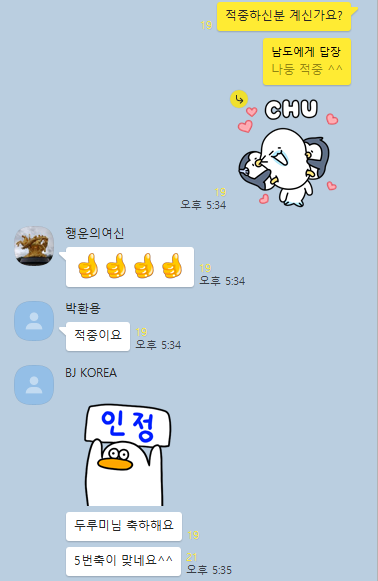 적중하신분 계신가요?
19
남도에게 답장
나둥 적중 ^^
CHU
19
오후 5:34
행운의여신
19
오후 5:34
박환용
적중이요
19
오후 5:34
BJ KOREA
인정
두루미님 축하해요
19
5번축이 맞네요^^
21
오후 5:35